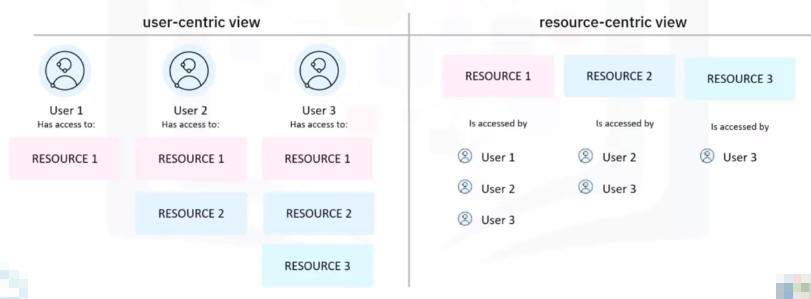 user-centric view
User 1
Has access to:
RESOURCE 1
User 2
Has access to:
RESOURCE 1
RESOURCE 2
User 3
Has access to:
RESOURCE 1
RESOURCE 2
RESOURCE 3
resource-centric view
RESOURCE 1
Is accessed by
User 1
User 2
User 3
RESOURCE 2
Is accessed by
User 2
User 3
RESOURCE 3
Is accessed by
User 3